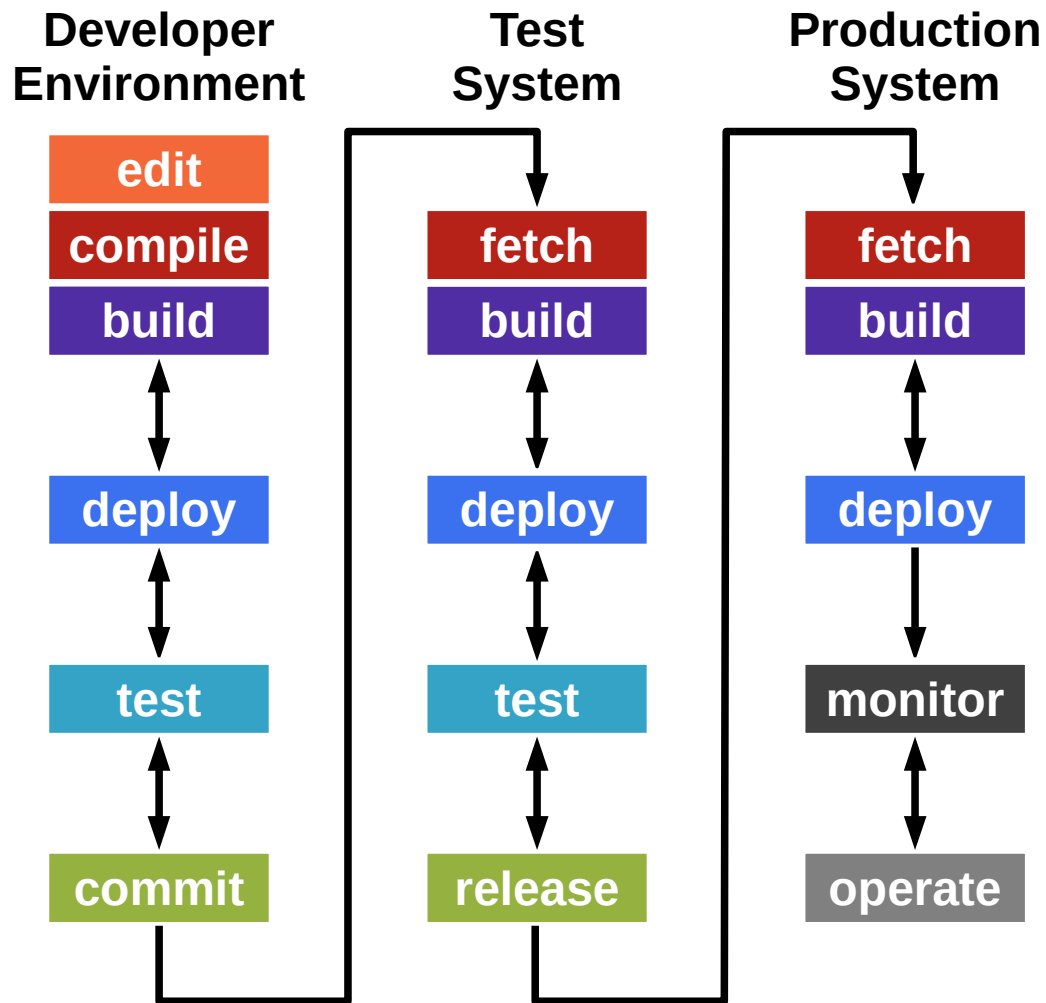 Developer
Environment
edit
compile
build
deploy
test
commit
Test
System
fetch
build
deploy
test
release
Production
System
fetch
build
deploy
monitor
operate